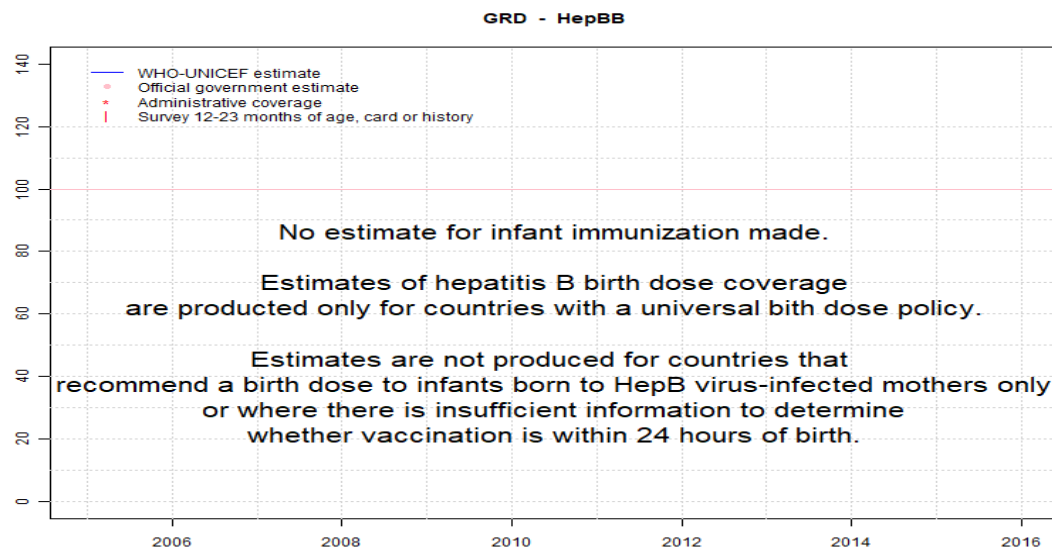 GRD - HepBB
WHO-UNICEF estimate
Official government estimate
Administrative coverage
Survey 12-23 months of age, card or history
140
120
100
80
60
40
20
0
No estimate for infant immunization made.
Estimates of hepatitis B birth dose coverage
are producted only for countries with a universal bith dose policy.
Estimates are not produced for countries that
recommend a birth dose to infants born to HepB virus-infected mothers only
or where there is insufficient information to determine
whether vaccination is within 24 hours of birth.
2006 2008 2010 2012 2014 2016